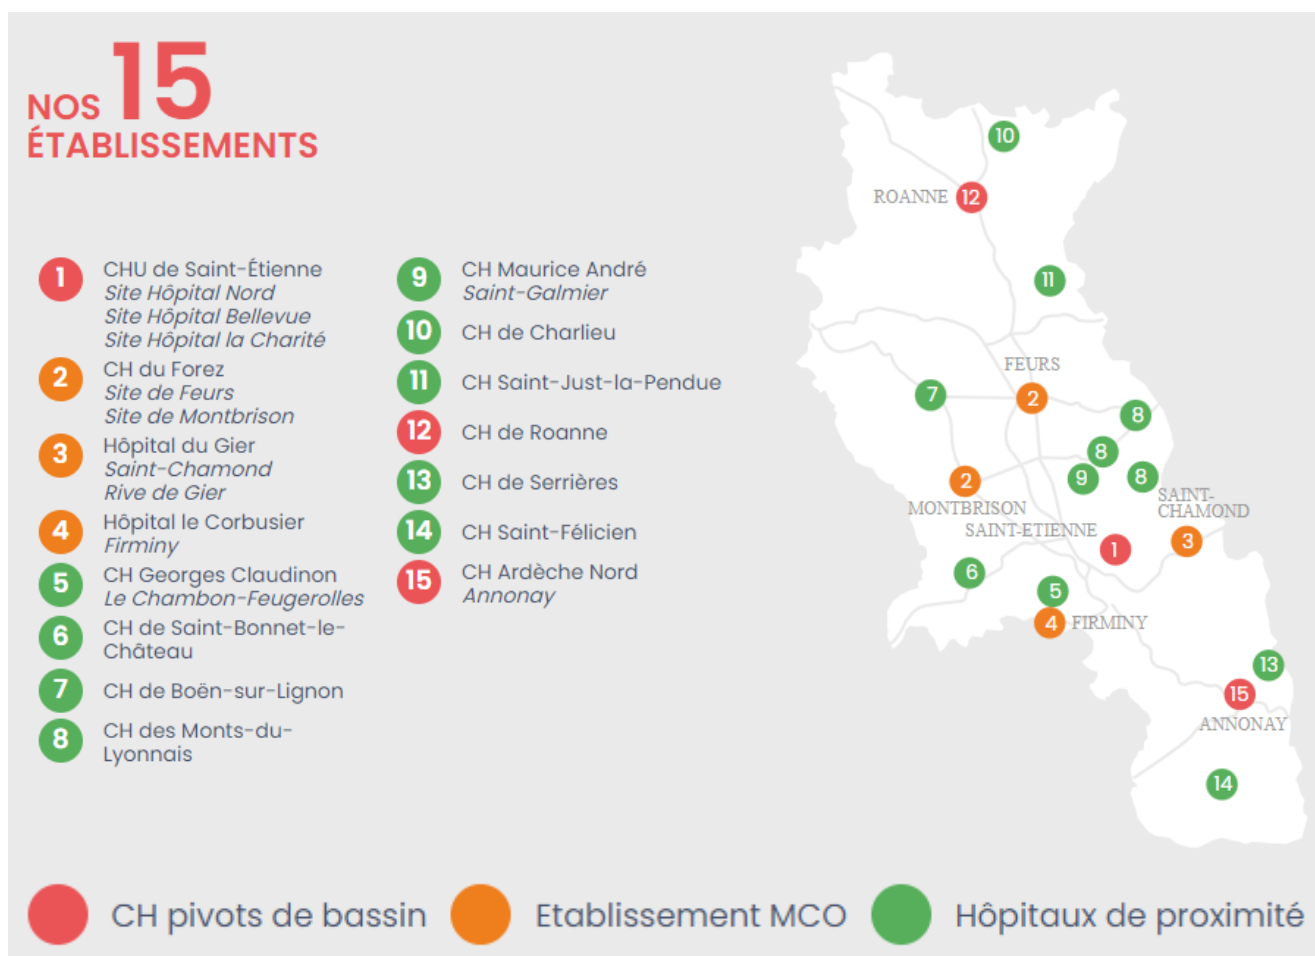 NOS 15
ÉTABLISSEMENTS
1
CHU de Saint-Étienne
Site Hôpital Nord
Site Hôpital Bellevue
Site Hôpital la Charité
2
CH du Forez
Site de Feurs
Site de Montbrison
3
Hôpital du Gier
Saint-Chamond
Rive de Gier
4
Hôpital le Corbusier
Firminy
5
CH Georges Claudinon
Le Chambon-Feugerolles
6
CH de Saint-Bonnet-le-
Château
7
CH de Boën-sur-Lignon
8
CH des Monts-du-
Lyonnais
9
CH Maurice André
Saint-Galmier
10
CH de Charlieu
11
CH Saint-Just-la-Pendue
12
CH de Roanne
13
CH de Serrières
14
CH Saint-Félicien
15
CH Ardèche Nord
Annonay
10
ROANNE 12
11
FEURS
7
2
8
8
9
8
2
MONTBRISON
SAINT-
CHAMOND
SAINT-ETIENNE
1
3
6
5
4 FIRMINY
13
15
ANNONAY
14
CH pivots de bassin
Etablissement MCO
Hôpitaux de proximité